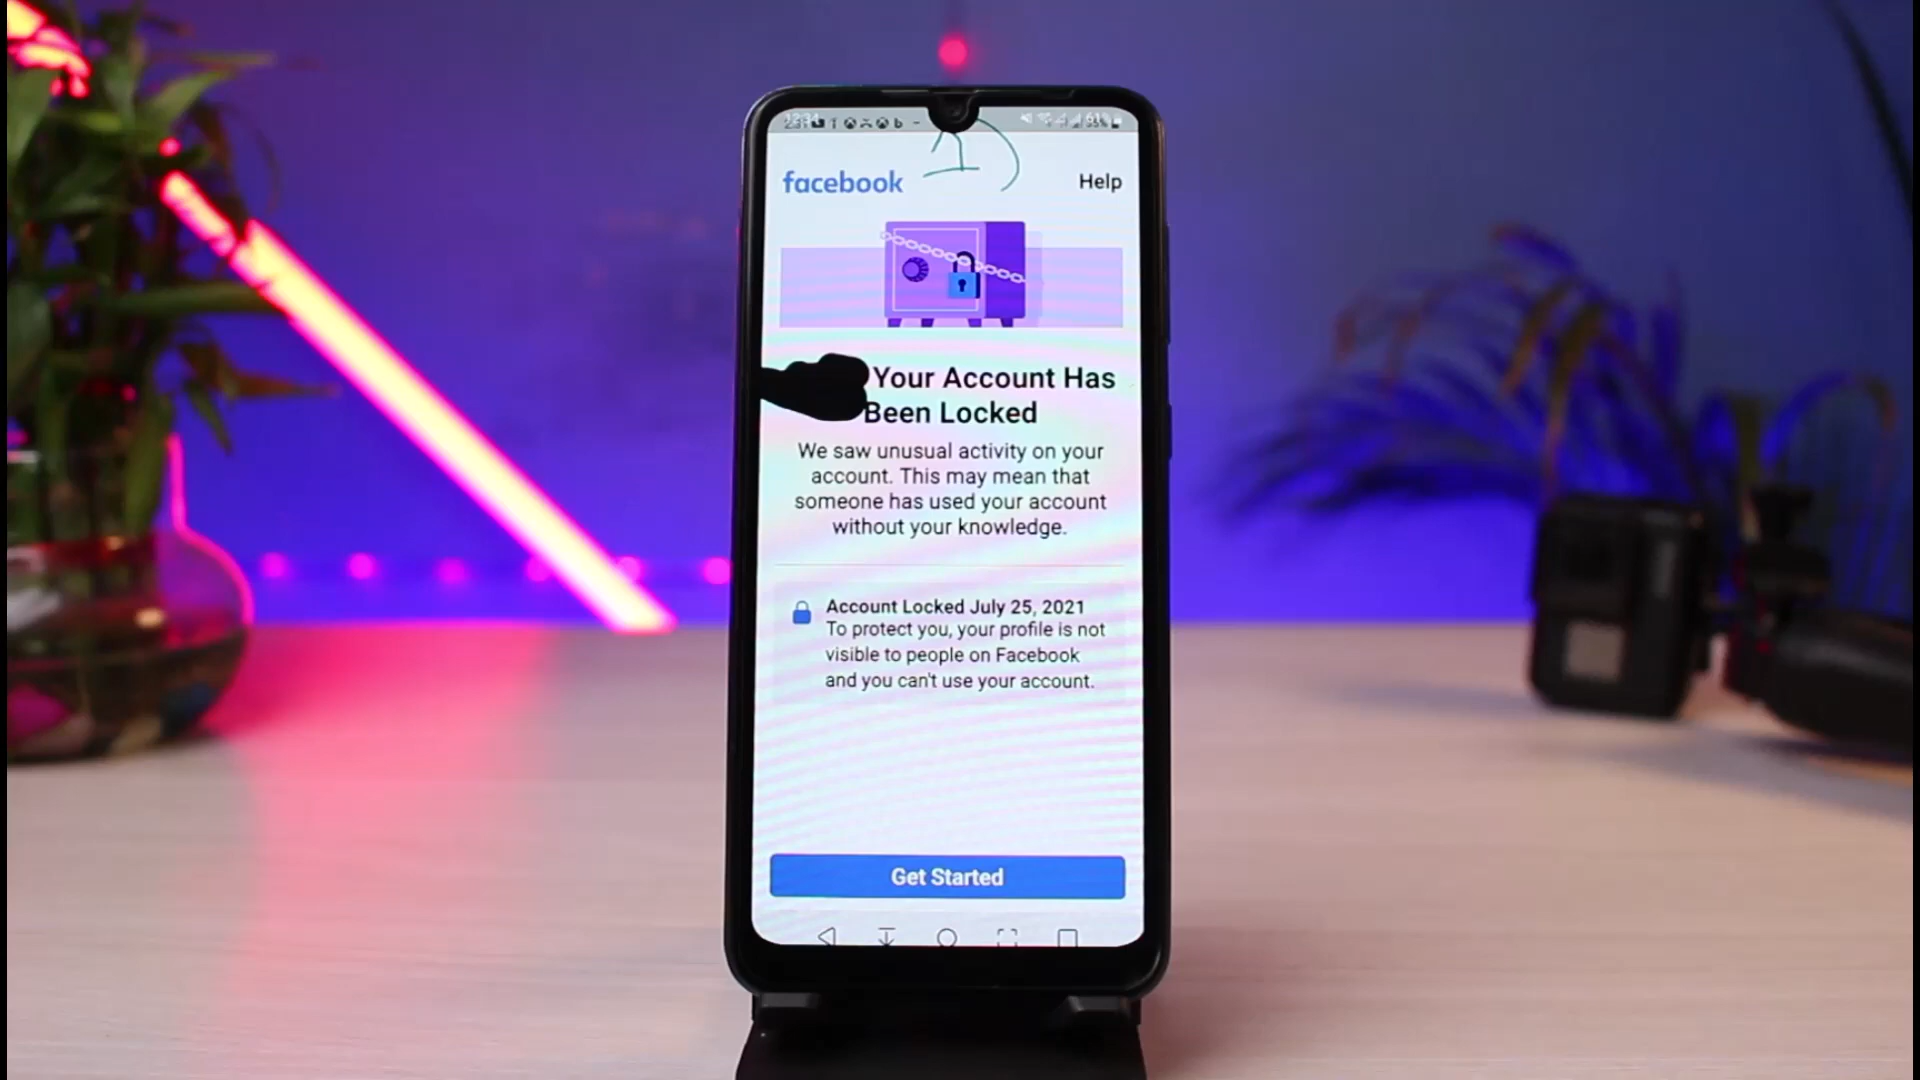 1)
facebook
Help
Your Account Has
Been Locked
We saw unusual activity on your
account. This may mean that
someone has used your account
without your knowledge.
Account Locked July 25, 2021
To protect you, your profile is not
visible to people on Facebook
and you can't use your account.
Get Started